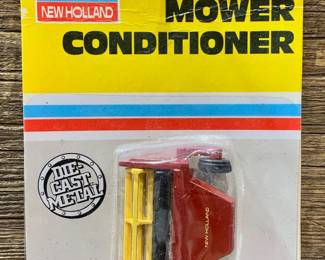 NEW HOLLAND
MOWER
CONDITIONER
DIE-
CAST
METAL
NEW HOLLAND